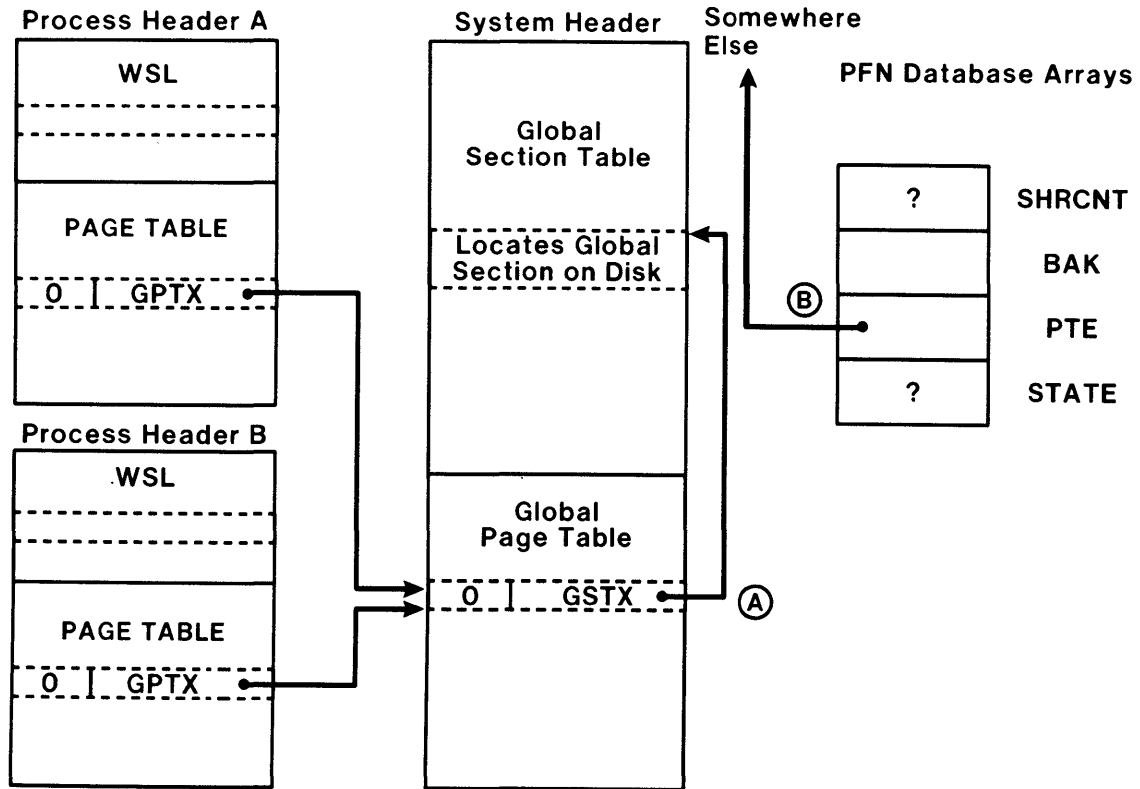 Process Header A
WSL
PAGE TABLE
0 GPTX
Process Header B
WSL
PAGE TABLE
0 GPTX
System Header
Global
Section Table
Locates Global
Section on Disk
Global
Page Table
0 GSTX
A
Somewhere
Else
B
PFN Database Arrays
? SHRCNT
BAK
PTE
? STATE